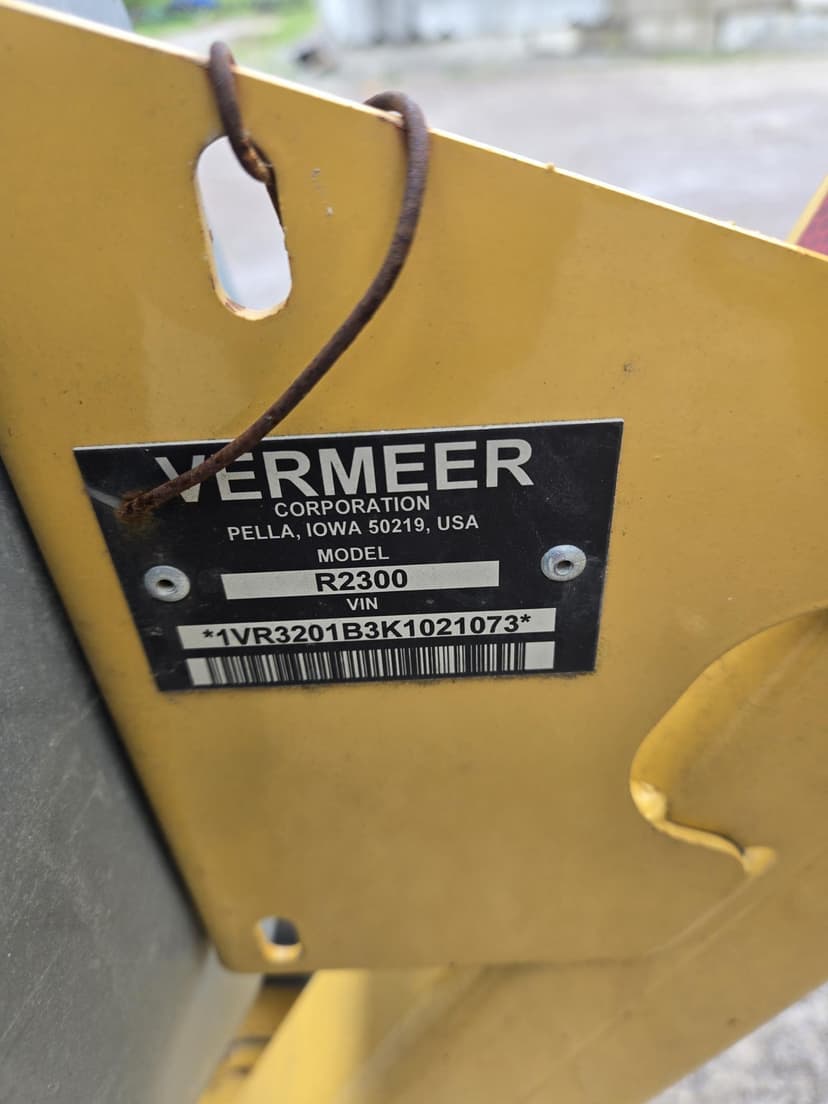 VERMEER
CORPORATION
PELLA, IOWA 50219, USA
MODEL
R2300
VIN
*1VR3201B3K1021073*